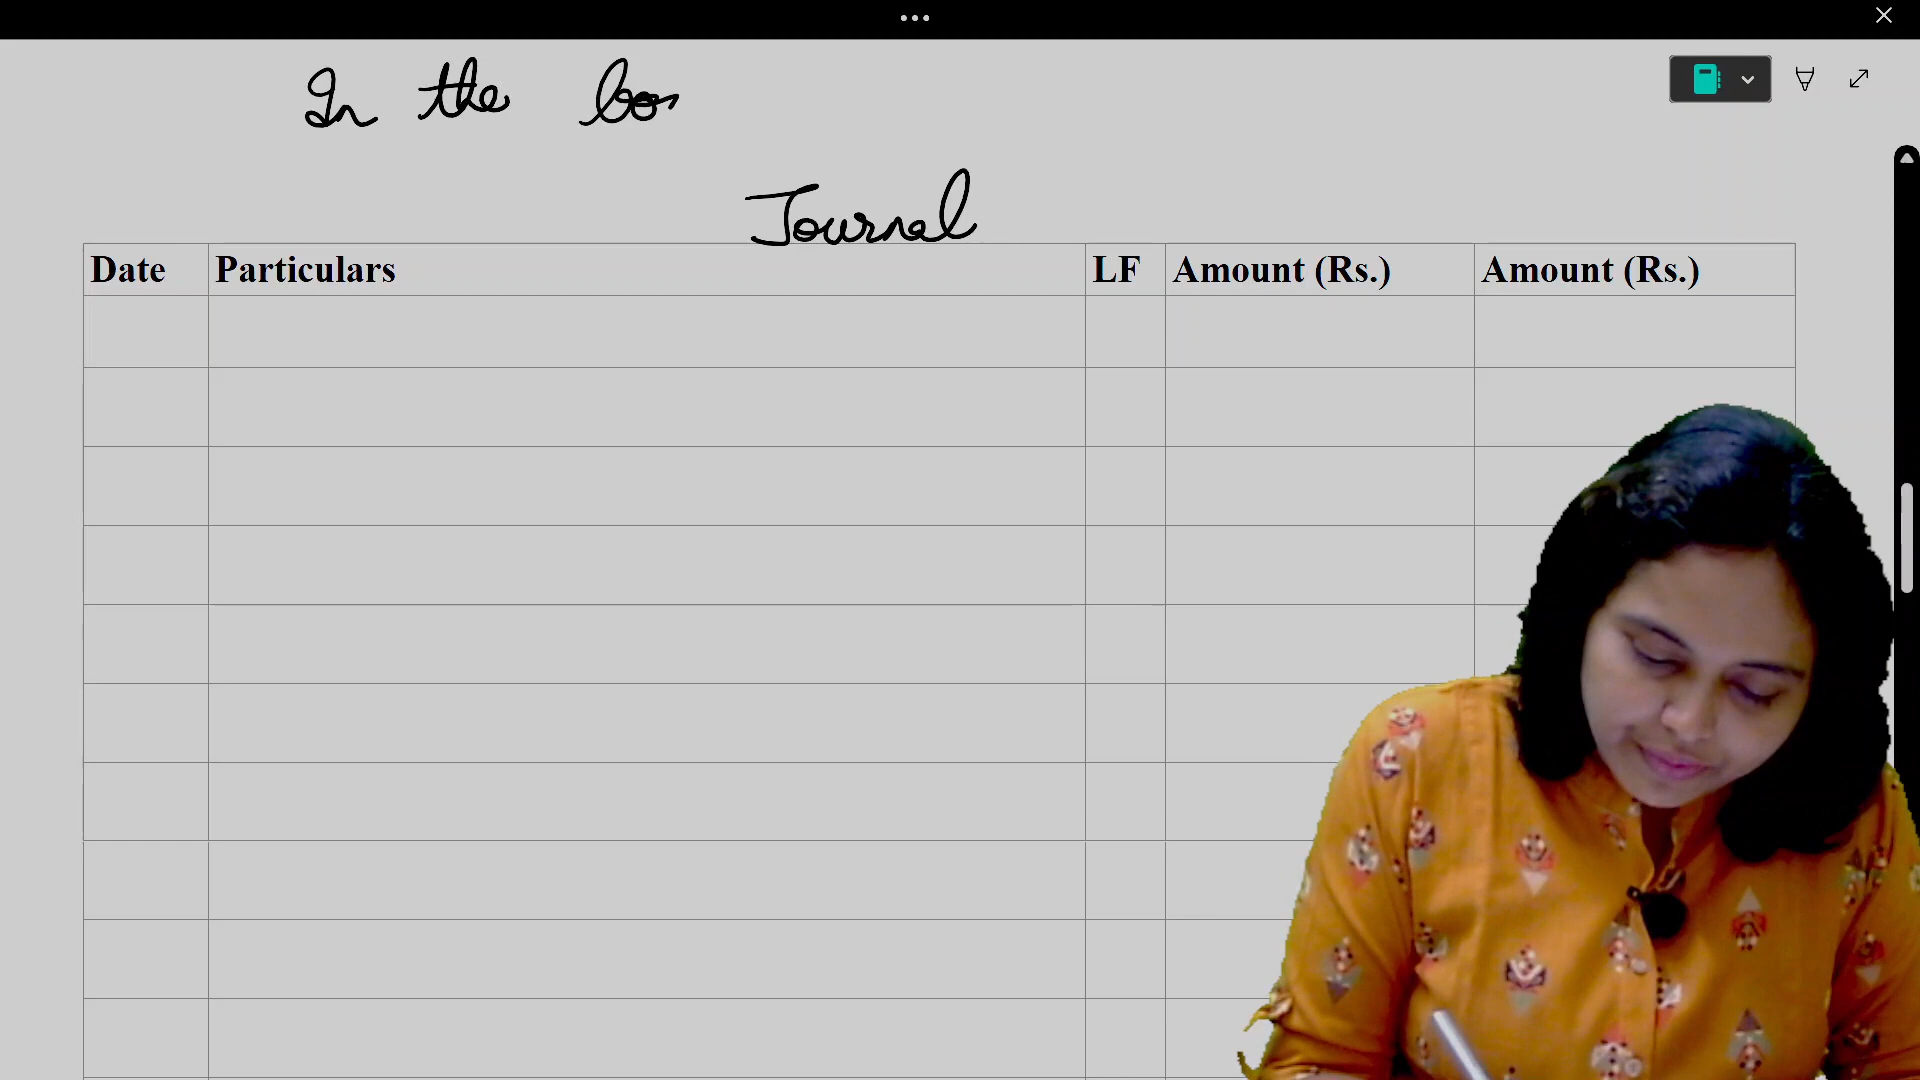 In the boo
Journal
Date Particulars LF Amount (Rs.) Amount (Rs.)